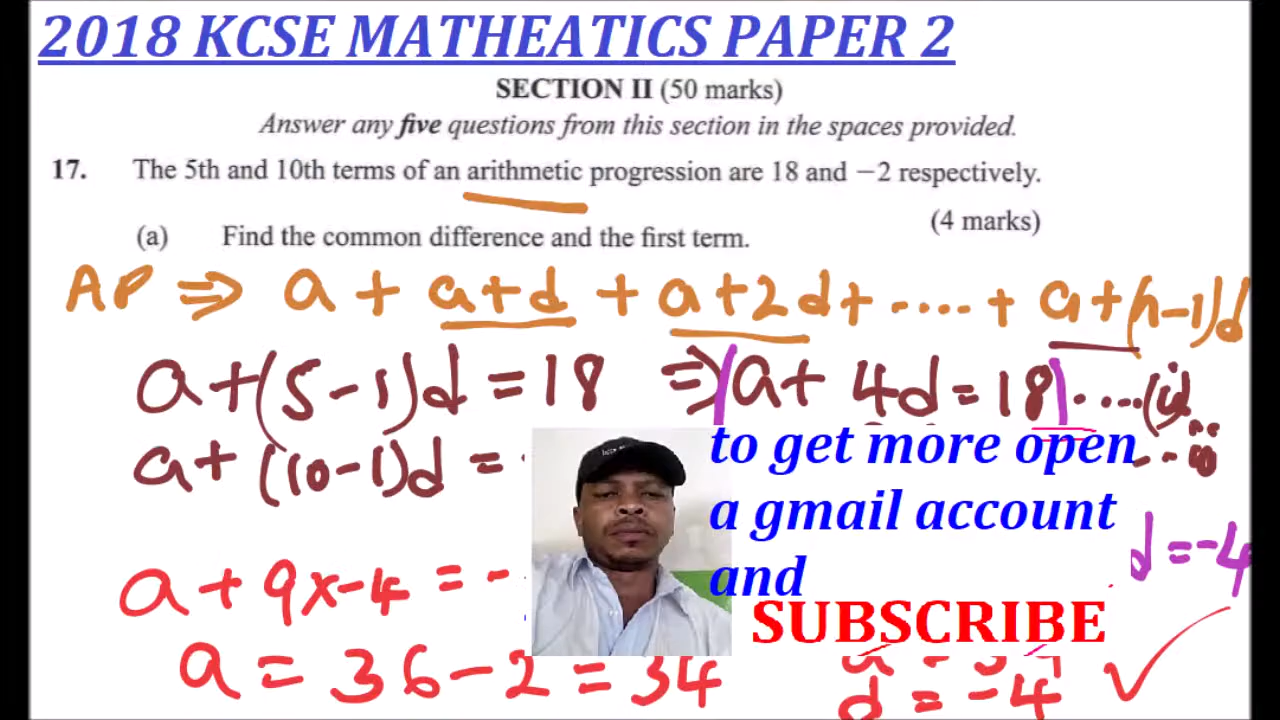 2018 KCSE MATHEATICS PAPER 2
SECTION II (50 marks)
Answer any five questions from this section in the spaces provided.
17. The 5th and 10th terms of an arithmetic progression are 18 and −2 respectively.
(4 marks)
(a) Find the common difference and the first term.
AP ⇒ a + a+d + a+2d + .... + a+(n-1)d
a+(5-1)d = 18 ⇒ a+ 4d = 18 ....(i)
a+ (10-1)d =
to get more open
a gmail account
d = -4
and
a + 9x-4 = -
SUBSCRIBE
a = 36 - 2 = 34
d = -4